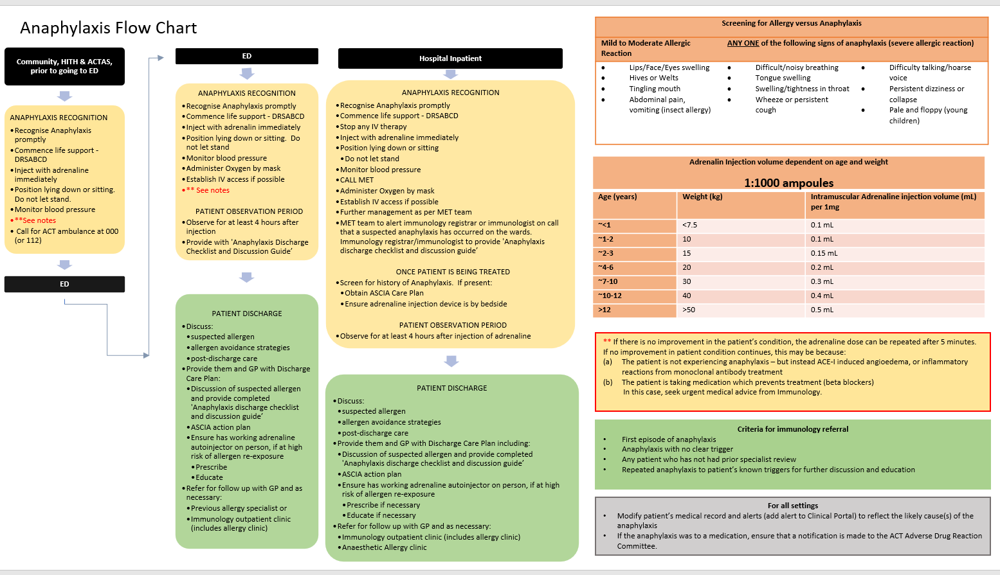 Anaphylaxis Flow Chart
Community, HITH & ACTAS,
prior to going to ED
ANAPHYLAXIS RECOGNITION
•Recognise Anaphylaxis
promptly
•Commence life support -
DRSABCD
•Inject with adrenaline
immediately
•Position lying down or sitting.
Do not let stand.
•Monitor blood pressure
•**See notes
• Call for ACT ambulance at 000
(or 112)
ED
ED
ANAPHYLAXIS RECOGNITION
•Recognise Anaphylaxis promptly
•Commence life support - DRSABCD
•Inject with adrenalin immediately
•Position lying down or sitting.  Do
not let stand
•Monitor blood pressure
•Administer Oxygen by mask
•Establish IV access if possible
•** See notes
PATIENT OBSERVATION PERIOD
•Observe for at least 4 hours after
injection
•Provide with 'Anaphylaxis Discharge
Checklist and Discussion Guide’
PATIENT DISCHARGE
•Discuss:
•suspected allergen
•allergen avoidance strategies
•post-discharge care
•Provide them and GP with Discharge
Care Plan:
•Discussion of suspected allergen
and provide completed
'Anaphylaxis discharge checklist
and discussion guide’
•ASCIA action plan
•Ensure has working adrenaline
autoinjector on person, if at high
risk of allergen re-exposure
•Prescribe
•Educate
•Refer for follow up with GP and as
necessary:
•Previous allergy specialist or
•Immunology outpatient clinic
(includes allergy clinic)
Hospital Inpatient
ANAPHYLAXIS RECOGNITION
•Recognise Anaphylaxis promptly
•Commence life support - DRSABCD
•Stop any IV therapy
•Inject with adrenaline immediately
•Position lying down or sitting
•Do not let stand
•Monitor blood pressure
•CALL MET
•Administer Oxygen by mask
•Establish IV access if possible
•Further management as per MET team
•MET team to alert immunology registrar or immunologist on call
that a suspected anaphylaxis has occurred on the wards.
Immunology registrar/immunologist to provide 'Anaphylaxis
discharge checklist and discussion guide’
ONCE PATIENT IS BEING TREATED
•Screen for history of Anaphylaxis.  If present:
•Obtain ASCIA Care Plan
•Ensure adrenaline injection device is by bedside
PATIENT OBSERVATION PERIOD
•Observe for at least 4 hours after injection of adrenaline
PATIENT DISCHARGE
•Discuss:
•suspected allergen
•allergen avoidance strategies
•post-discharge care
•Provide them and GP with Discharge Care Plan including:
•Discussion of suspected allergen and provide completed
'Anaphylaxis discharge checklist and discussion guide’
•ASCIA action plan
•Ensure has working adrenaline autoinjector on person, if at high
risk of allergen re-exposure
•Prescribe if necessary
•Educate if necessary
•Refer for follow up with GP and as necessary:
•Immunology outpatient clinic (includes allergy clinic)
•Anaesthetic Allergy clinic
Screening for Allergy versus Anaphylaxis
Mild to Moderate Allergic
Reaction
ANY ONE of the following signs of anaphylaxis (severe allergic reaction)
• Lips/Face/Eyes swelling
• Hives or Welts
• Tingling mouth
• Abdominal pain,
vomiting (insect allergy)
• Difficult/noisy breathing
• Tongue swelling
• Swelling/tightness in throat
• Wheeze or persistent
cough
• Difficulty talking/hoarse
voice
• Persistent dizziness or
collapse
• Pale and floppy (young
children)
Adrenalin Injection volume dependent on age and weight
1:1000 ampoules
Age (years) Weight (kg) Intramuscular Adrenaline injection volume (mL)
per 1mg
~<1 <7.5 0.1 mL
~1-2 10 0.1 mL
~2-3 15 0.15 mL
~4-6 20 0.2 mL
~7-10 30 0.3 mL
~10-12 40 0.4 mL
>12 >50 0.5 mL
** If there is no improvement in the patient’s condition, the adrenaline dose can be repeated after 5 minutes.
If no improvement in patient condition continues, this may be because:
(a) The patient is not experiencing anaphylaxis – but instead ACE-I induced angioedema, or inflammatory
reactions from monoclonal antibody treatment
(b) The patient is taking medication which prevents treatment (beta blockers)
In this case, seek urgent medical advice from Immunology.
Criteria for immunology referral
• First episode of anaphylaxis
• Anaphylaxis with no clear trigger
• Any patient who has not had prior specialist review
• Repeated anaphylaxis to patient’s known triggers for further discussion and education
For all settings
• Modify patient’s medical record and alerts (add alert to Clinical Portal) to reflect the likely cause(s) of the
anaphylaxis
• If the anaphylaxis was to a medication, ensure that a notification is made to the ACT Adverse Drug Reaction
Committee.